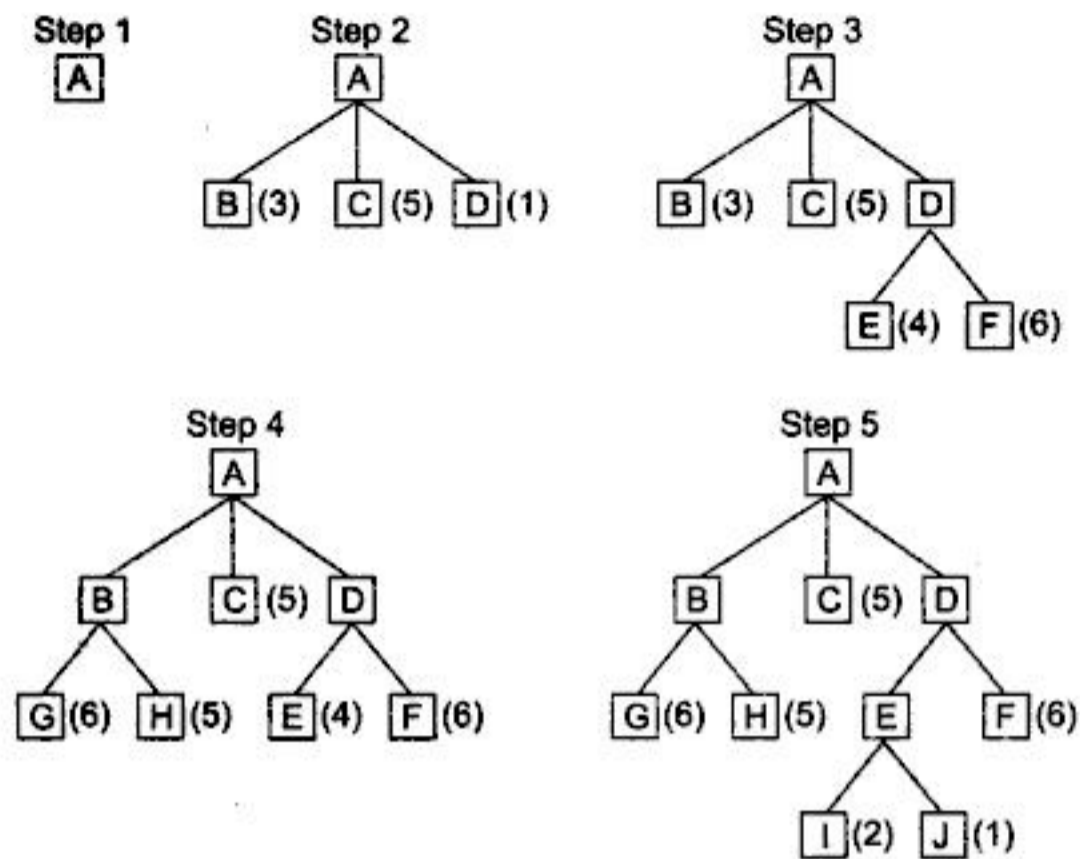 Step 1 Step 2 Step 3
A A A
B (3) C (5) D (1) B (3) C (5) D
E (4) F (6)
Step 4 Step 5
A A
B C (5) D B C (5) D
G (6) H (5) E (4) F (6) G (6) H (5) E F (6)
I (2) J (1)